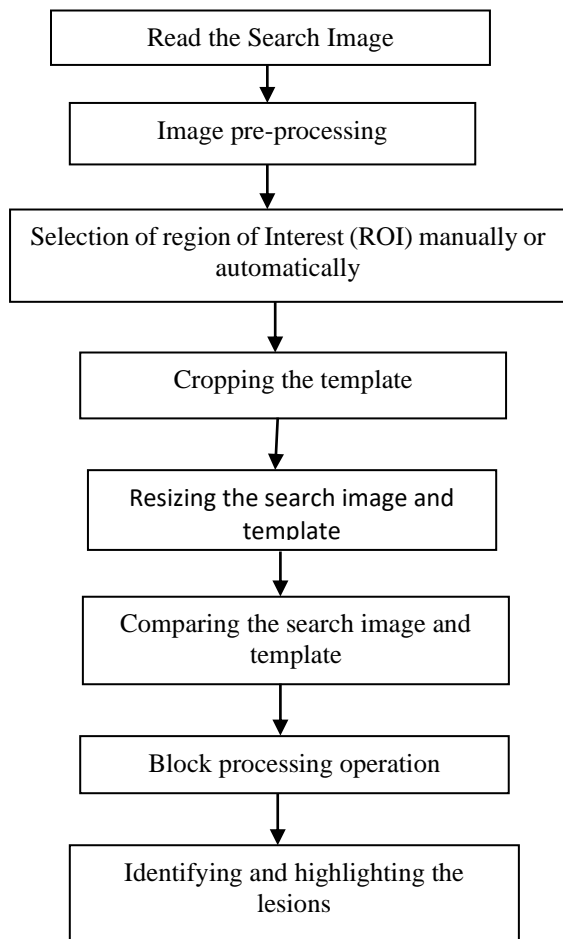 Read the Search Image
Image pre-processing
Selection of region of Interest (ROI) manually or
automatically
Cropping the template
Resizing the search image and
template
Comparing the search image and
template
Block processing operation
Identifying and highlighting the
lesions